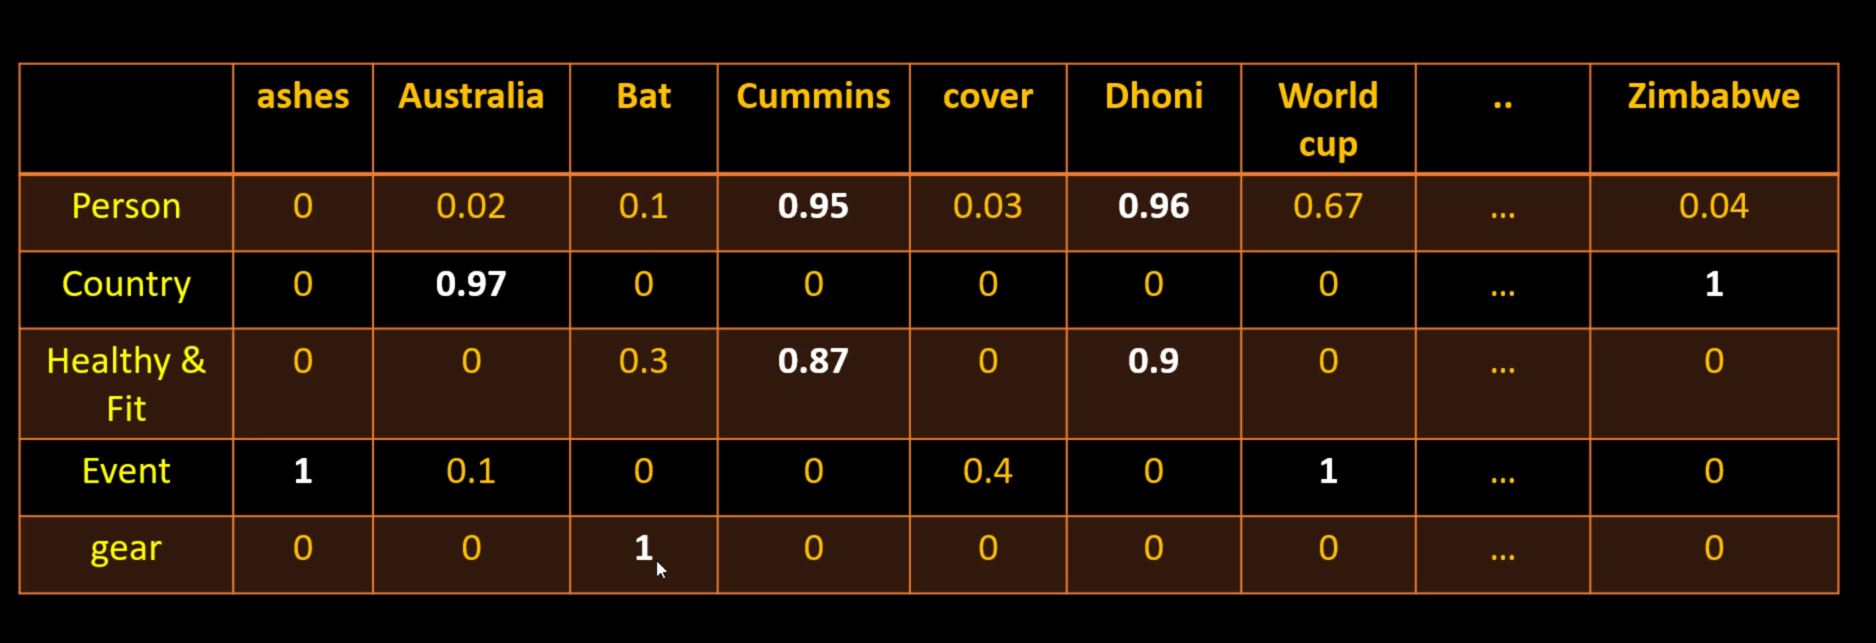 ashes Australia Bat Cummins cover Dhoni World cup .. Zimbabwe
Person 0 0.02 0.1 0.95 0.03 0.96 0.67 ... 0.04
Country 0 0.97 0 0 0 0 0 ... 1
Healthy & Fit 0 0 0.3 0.87 0 0.9 0 ... 0
Event 1 0.1 0 0 0.4 0 1 ... 0
gear 0 0 1 0 0 0 0 ... 0